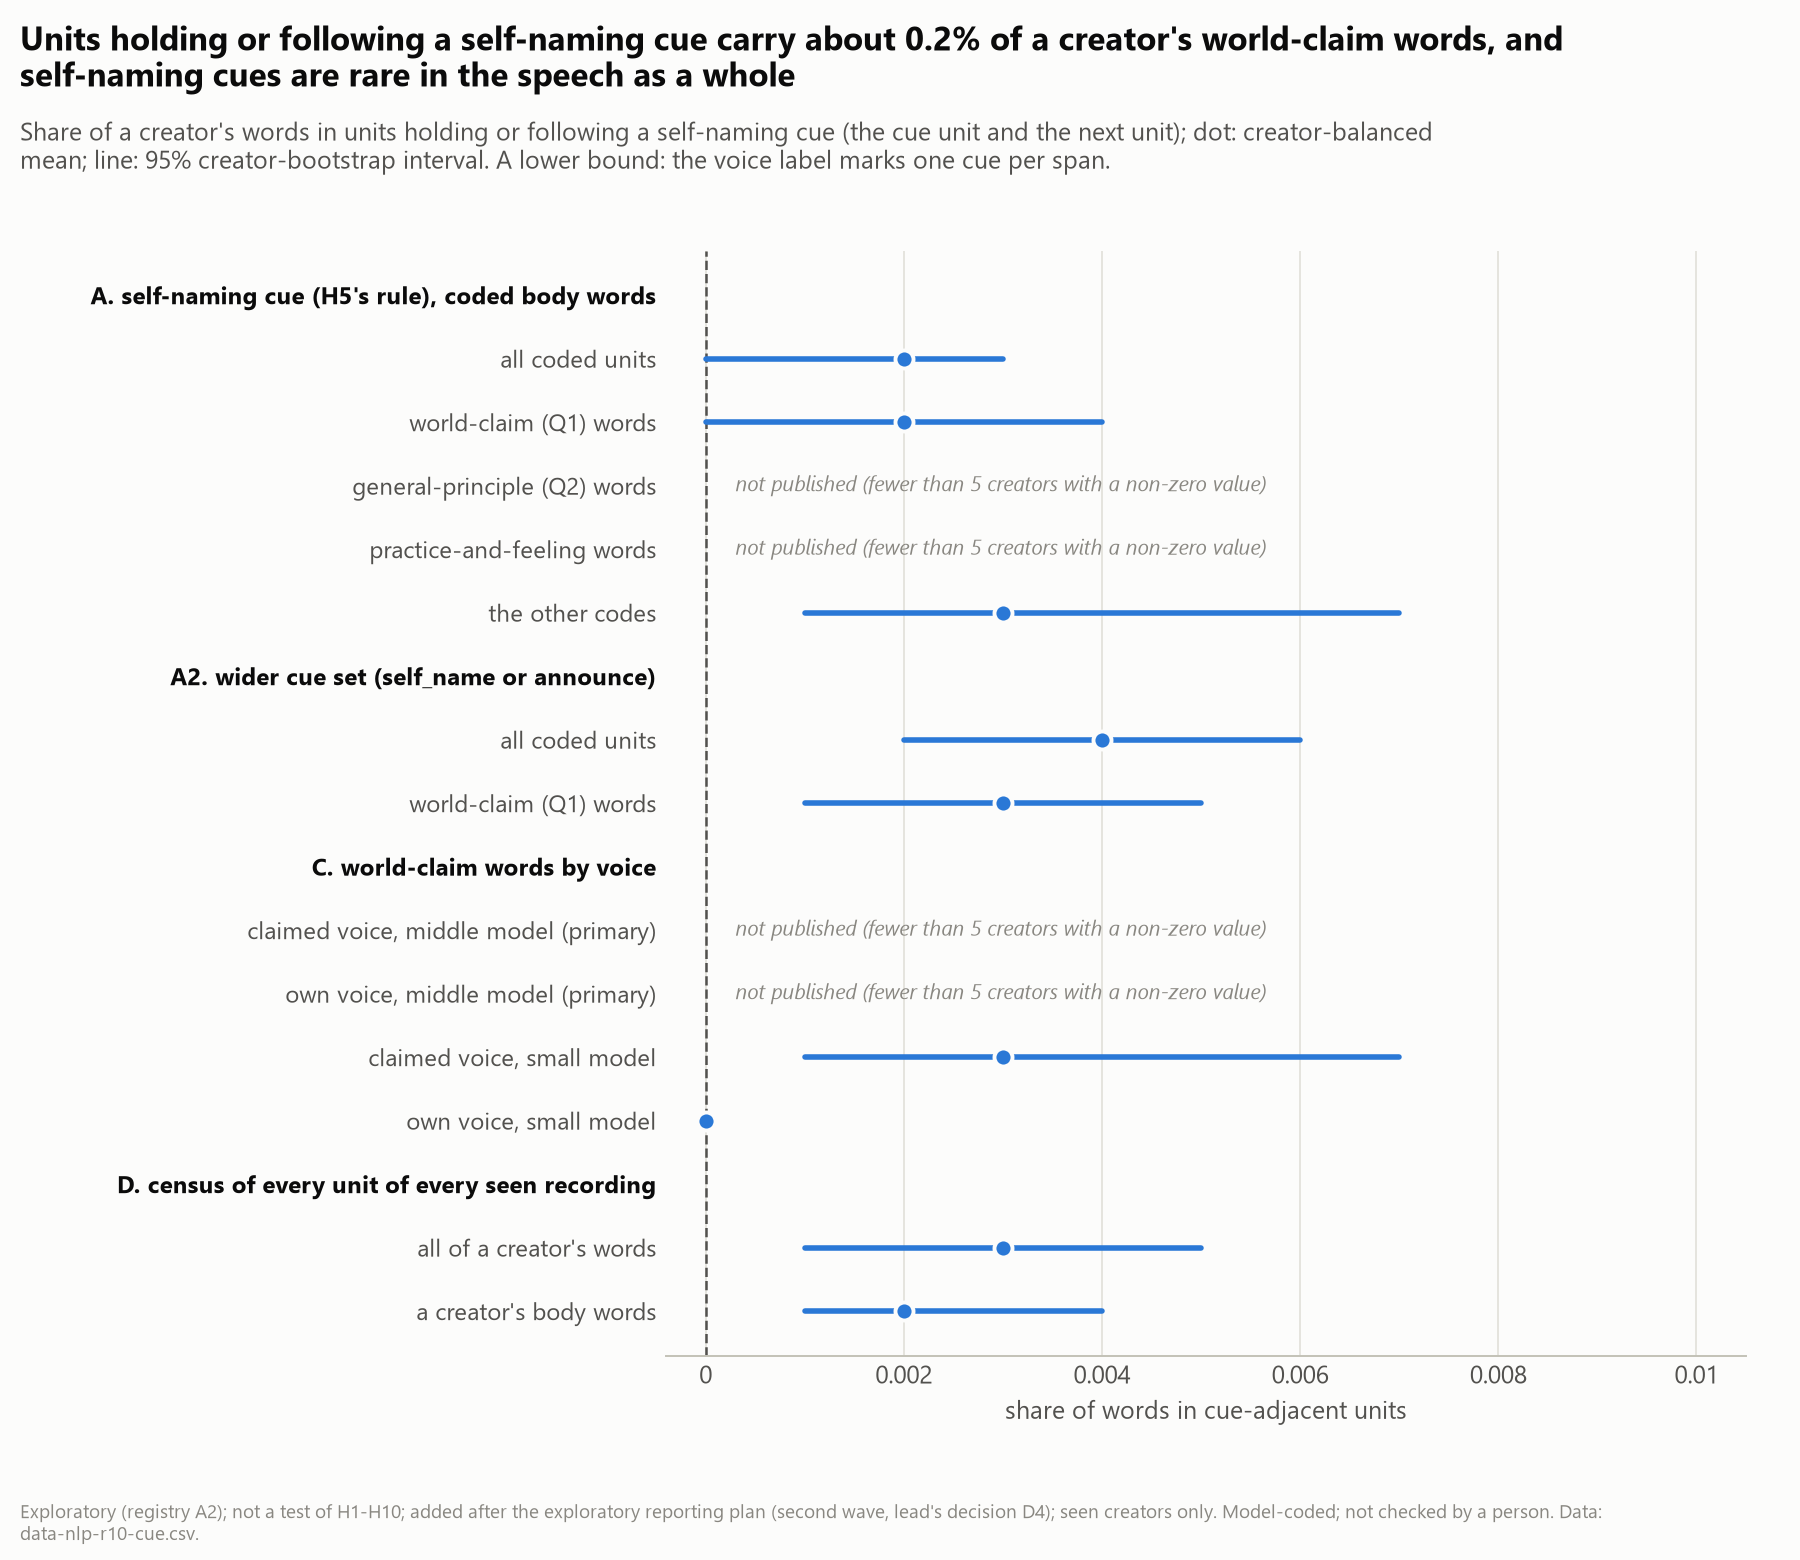 Units holding or following a self-naming cue carry about 0.2% of a creator's world-claim words, and
self-naming cues are rare in the speech as a whole
Share of a creator's words in units holding or following a self-naming cue (the cue unit and the next unit); dot: creator-balanced
mean; line: 95% creator-bootstrap interval. A lower bound: the voice label marks one cue per span.
A. self-naming cue (H5's rule), coded body words
all coded units
world-claim (Q1) words
general-principle (Q2) words
not published (fewer than 5 creators with a non-zero value)
practice-and-feeling words
not published (fewer than 5 creators with a non-zero value)
the other codes
A2. wider cue set (self_name or announce)
all coded units
world-claim (Q1) words
C. world-claim words by voice
claimed voice, middle model (primary)
not published (fewer than 5 creators with a non-zero value)
own voice, middle model (primary)
not published (fewer than 5 creators with a non-zero value)
claimed voice, small model
own voice, small model
D. census of every unit of every seen recording
all of a creator's words
a creator's body words
0 0.002 0.004 0.006 0.008 0.01
share of words in cue-adjacent units
Exploratory (registry A2); not a test of H1-H10; added after the exploratory reporting plan (second wave, lead's decision D4); seen creators only. Model-coded; not checked by a person. Data:
data-nlp-r10-cue.csv.